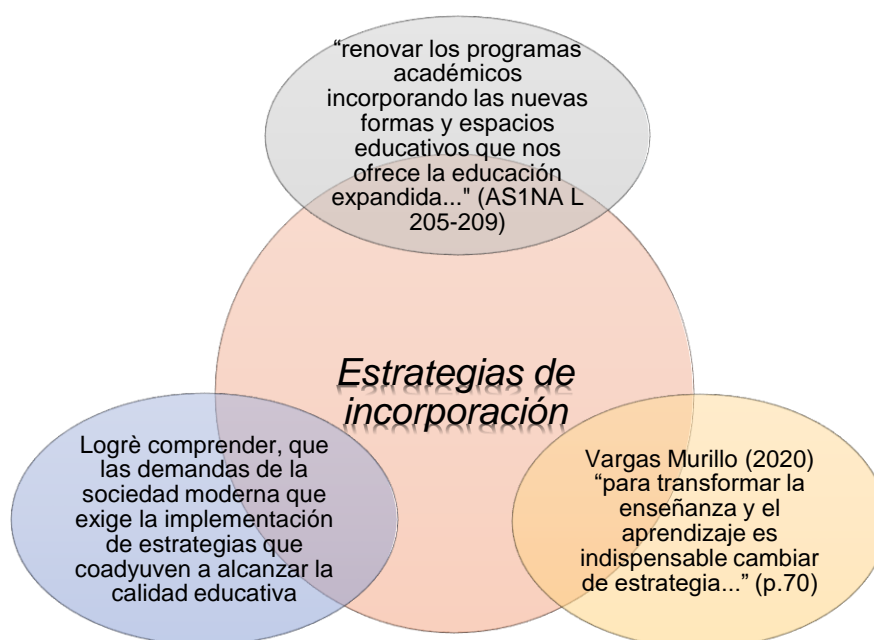 “renovar los programas
académicos
incorporando las nuevas
formas y espacios
educativos que nos
ofrece la educación
expandida..." (AS1NA L
205-209)
Estrategias de
incorporación
Logrè comprender, que
las demandas de la
sociedad moderna que
exige la implementación
de estrategias que
coadyuven a alcanzar la
calidad educativa
Vargas Murillo (2020)
“para transformar la
enseñanza y el
aprendizaje es
indispensable cambiar
de estrategia...” (p.70)